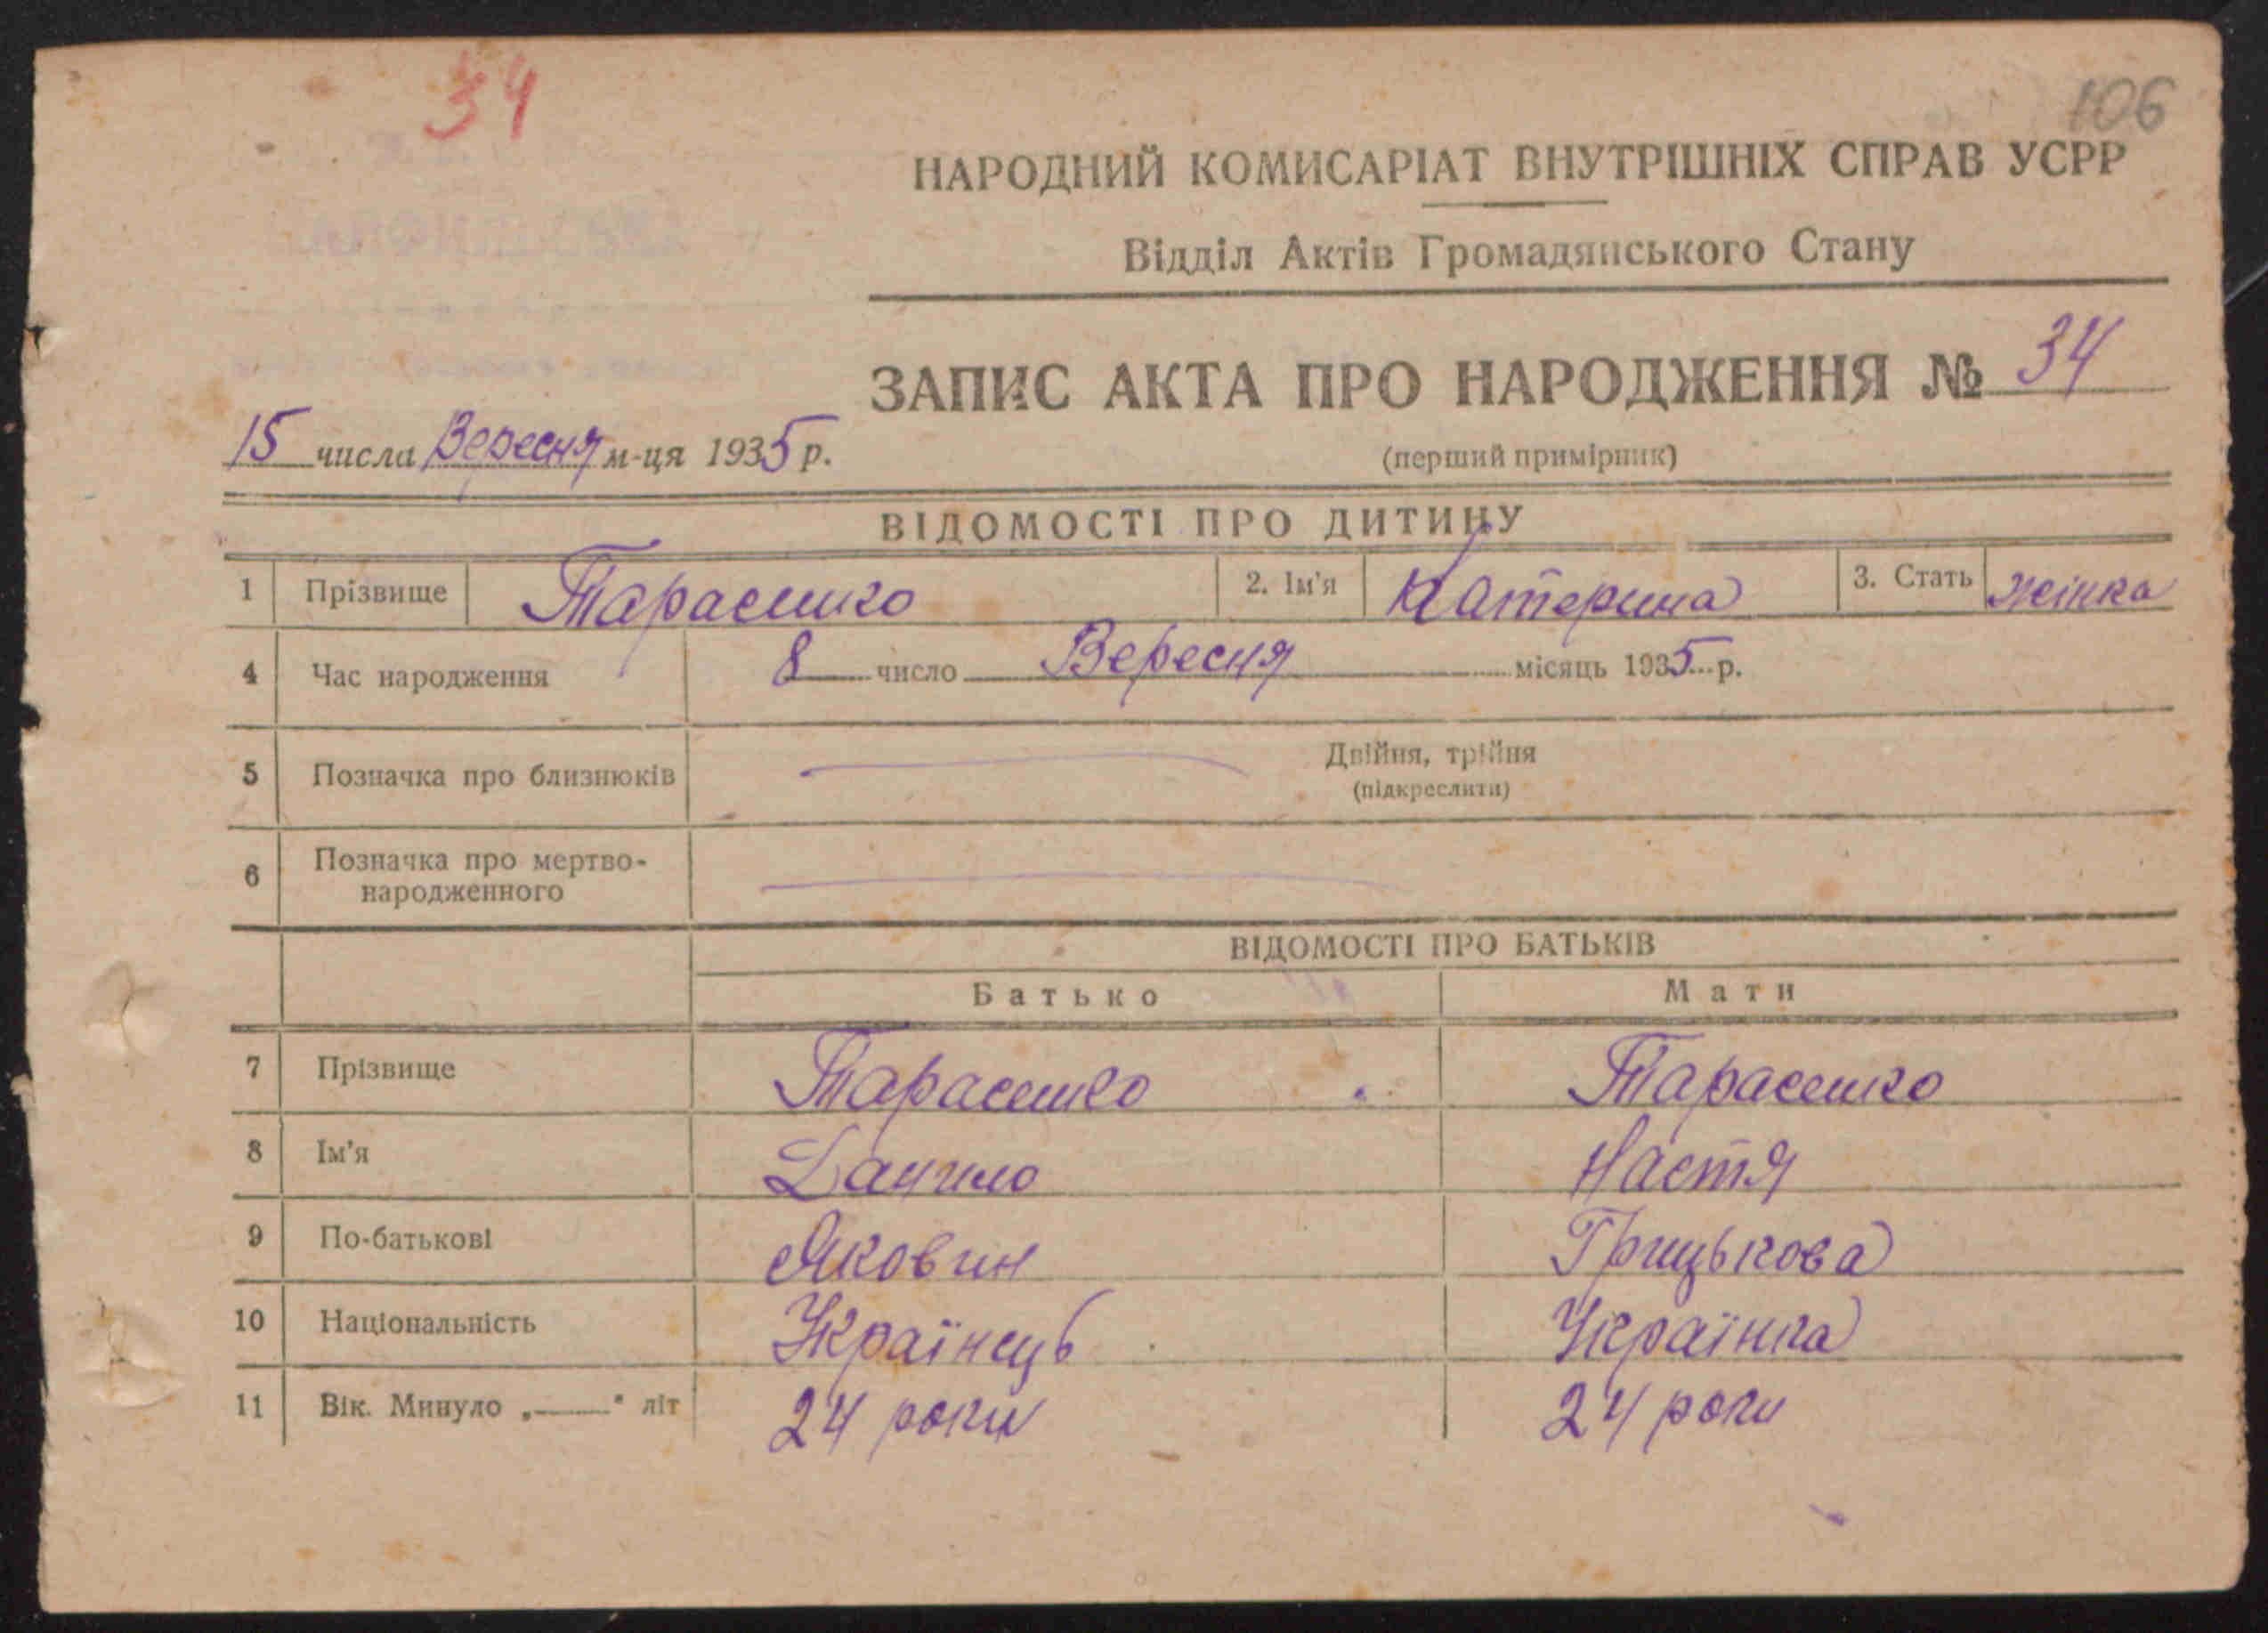 34
106
НАРОДНИЙ КОМИСАРІАТ ВНУТРІШНІХ СПРАВ УСРР
Відділ Актів Громадянського Стану
ЗАПИС АКТА ПРО НАРОДЖЕННЯ № 34
15 числа Вересня м-ця 1935 р.
(перший примірник)
ВІДОМОСТІ ПРО ДИТИНУ
1 Прізвище Тарасенко 2. Ім'я Катерина 3. Стать жінка
4 Час народження 8 число Вересня місяць 1935 р.
5 Позначка про близнюків Двійня, трійня
(підкреслити)
6 Позначка про мертво-
народженного
ВІДОМОСТІ ПРО БАТЬКІВ
Батько Мати
7 Прізвище Тарасенко Тарасенко
8 Ім'я Данило Настя
9 По-батькові Яковин Грицькова
10 Національність Українець Українка
11 Вік. Минуло „——" літ 24 роки 24 роки